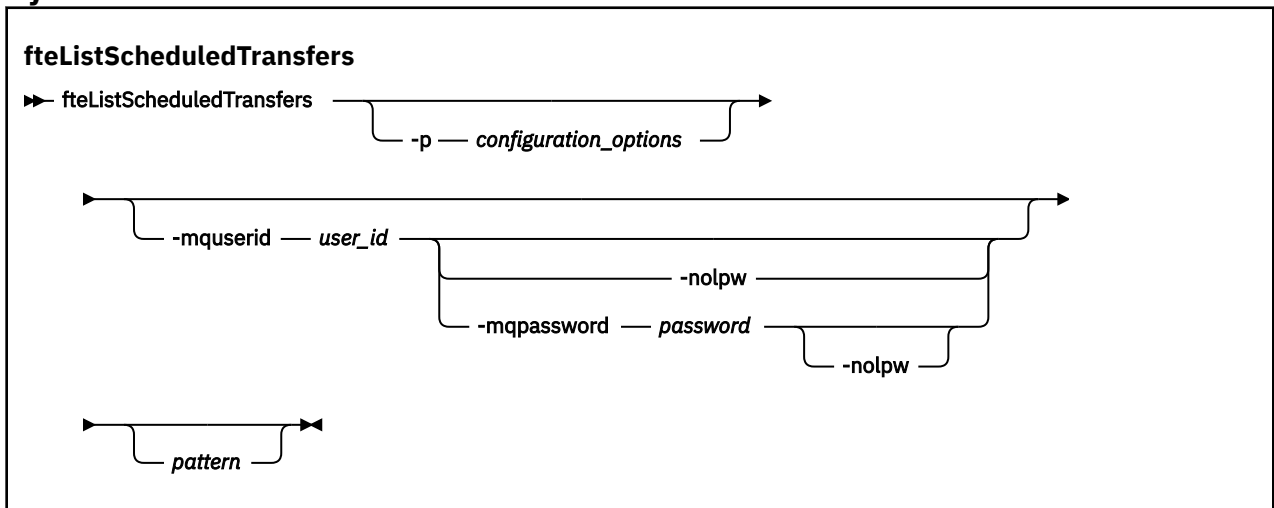 fteListScheduledTransfers
fteListScheduledTransfers
-p configuration_options
-mquserid user_id
-nolpw
-mqpassword password
-nolpw
pattern